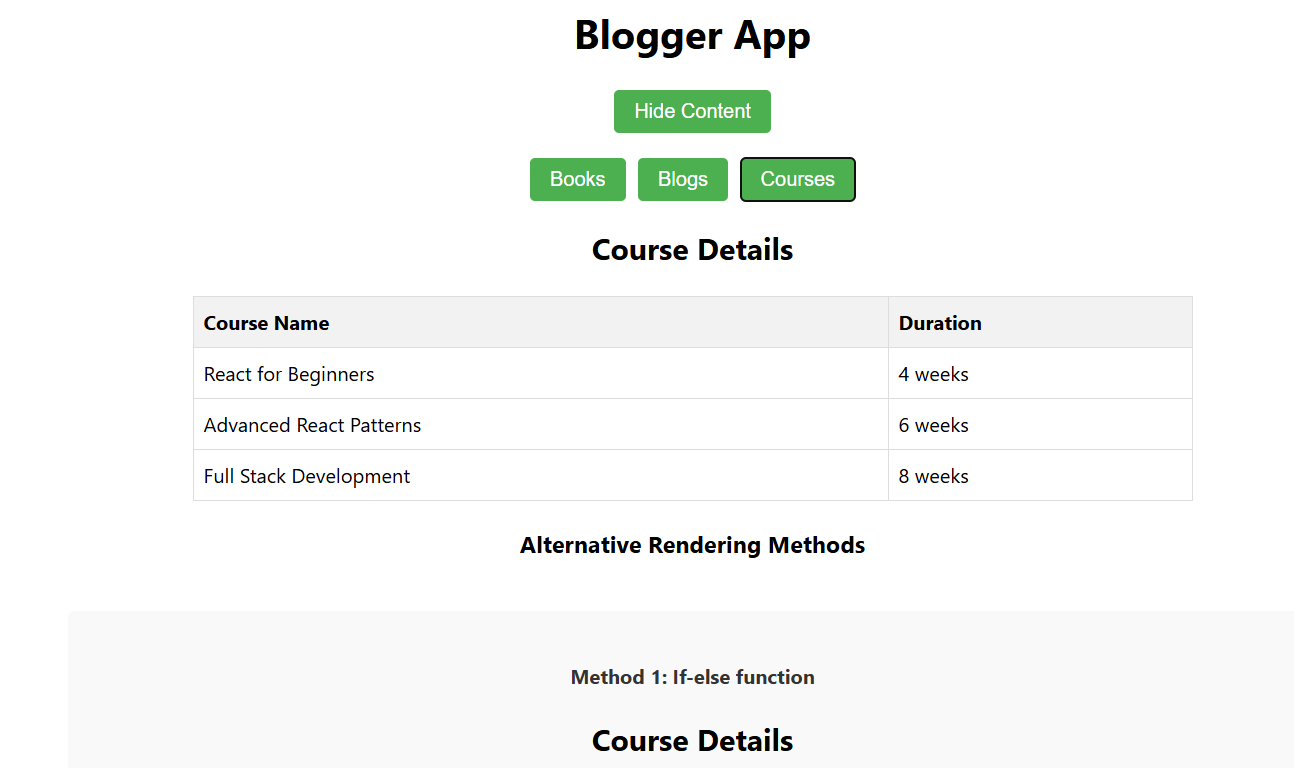 Blogger App
Hide Content
Books Blogs Courses
Course Details
Course Name Duration
React for Beginners 4 weeks
Advanced React Patterns 6 weeks
Full Stack Development 8 weeks
Alternative Rendering Methods
Method 1: If-else function
Course Details